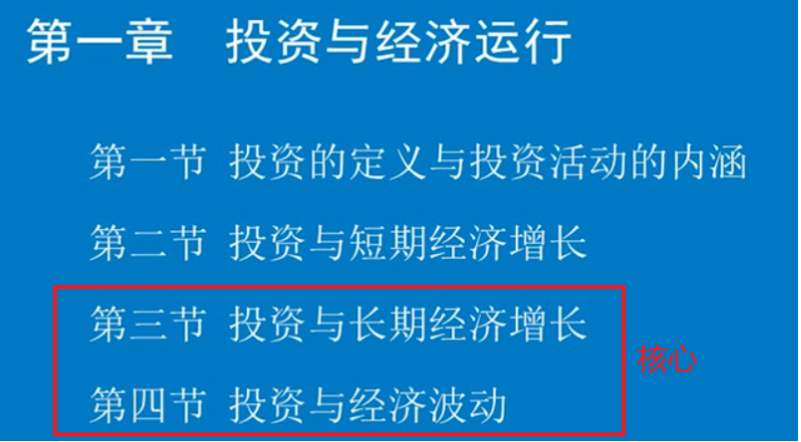 第一章 投资与经济运行
第一节 投资的定义与投资活动的内涵
第二节 投资与短期经济增长
第三节 投资与长期经济增长
核心
第四节 投资与经济波动